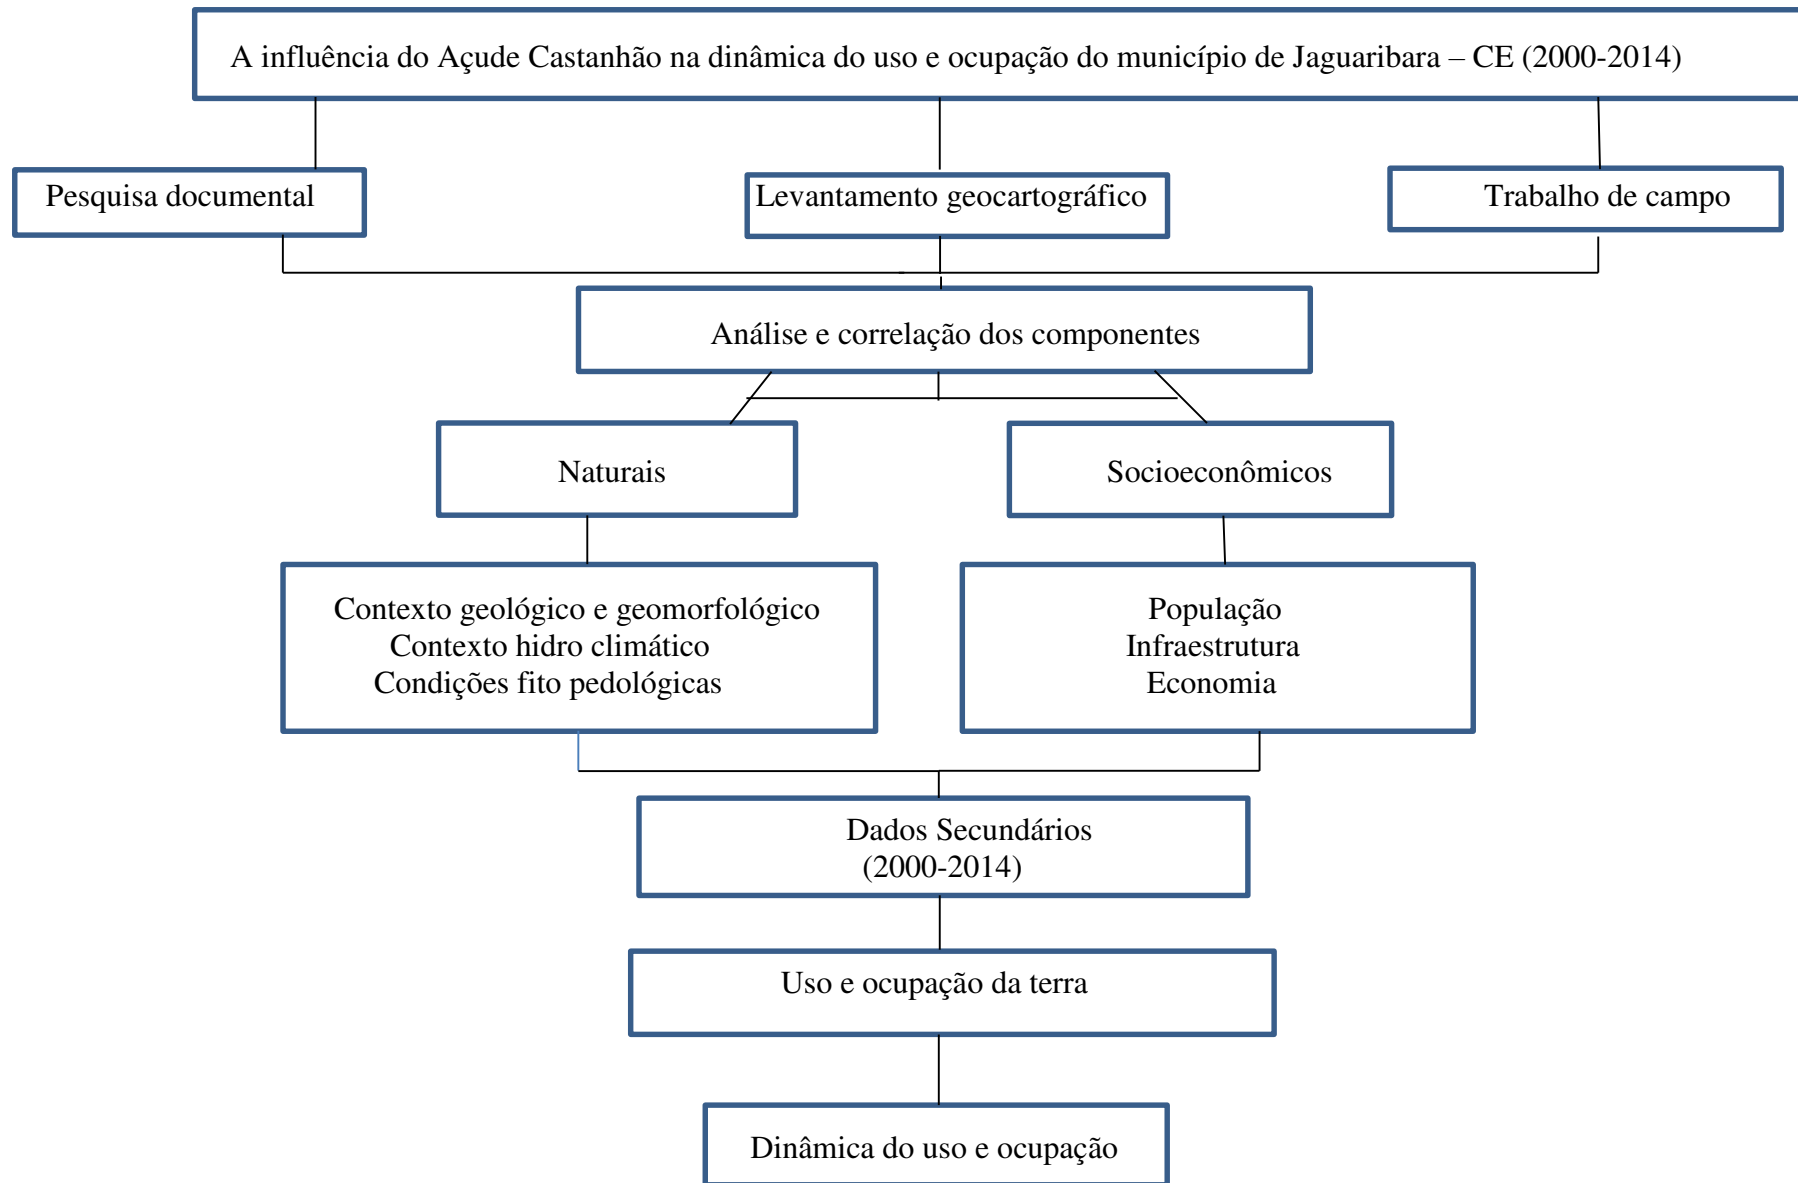 A influência do Açude Castanhão na dinâmica do uso e ocupação do município de Jaguaribara – CE (2000-2014)
Pesquisa documental
Levantamento geocartográfico
Trabalho de campo
Análise e correlação dos componentes
Naturais
Socioeconômicos
Contexto geológico e geomorfológico
Contexto hidro climático
Condições fito pedológicas
População
Infraestrutura
Economia
Dados Secundários
(2000-2014)
Uso e ocupação da terra
Dinâmica do uso e ocupação